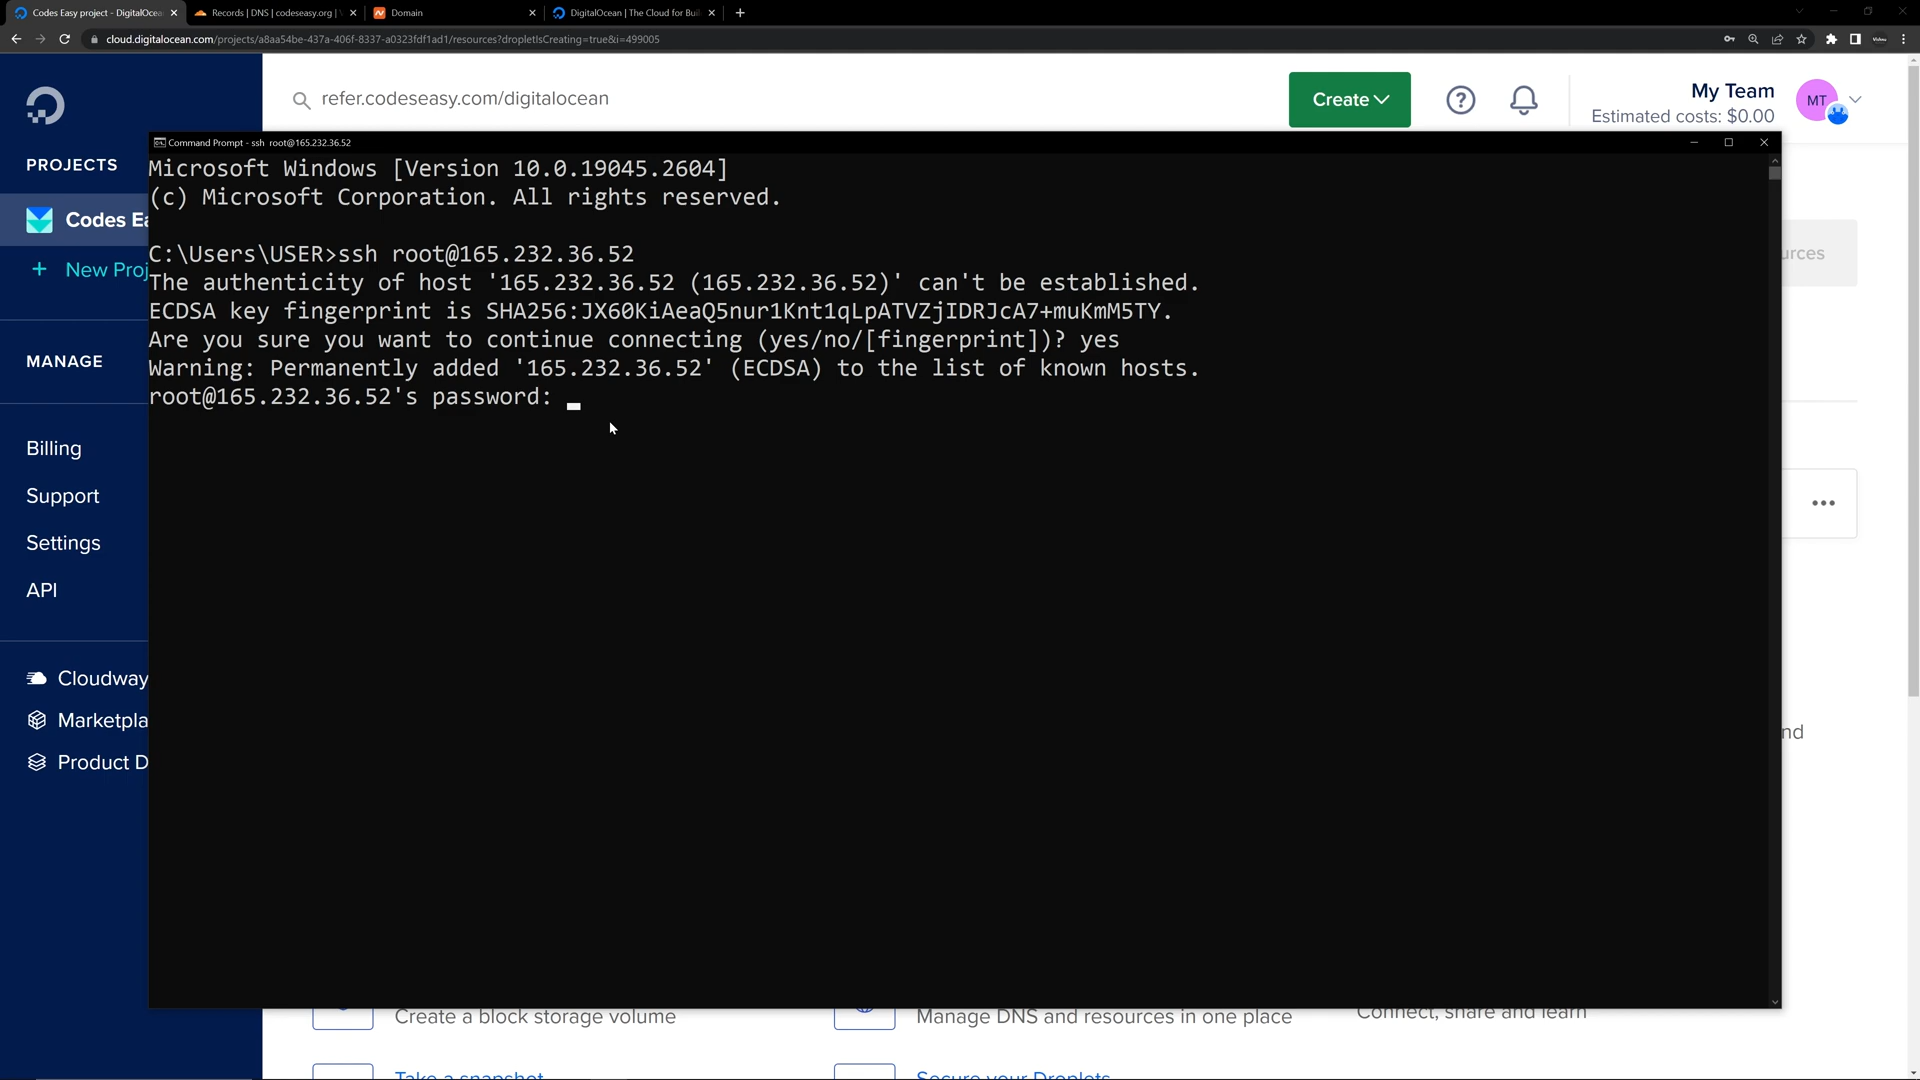 Codes Easy project - DigitalOcea
Records | DNS | codeseasy.org |
Domain
DigitalOcean | The Cloud for Bui
cloud.digitalocean.com/projects/a8aa54be-437a-406f-8337-a0323fdf1ad1/resources?dropletIsCreating=true&i=499005
refer.codeseasy.com/digitalocean
Create
My Team
Estimated costs: $0.00
MT
PROJECTS
Codes Ea
New Proj
MANAGE
Billing
Support
Settings
API
Cloudway
Marketpla
Product D
Command Prompt - ssh root@165.232.36.52
Microsoft Windows [Version 10.0.19045.2604]
(c) Microsoft Corporation. All rights reserved.
C:\Users\USER>ssh root@165.232.36.52
The authenticity of host '165.232.36.52 (165.232.36.52)' can't be established.
ECDSA key fingerprint is SHA256:JX60KiAeaQ5nur1Knt1qLpATVZjIDRJcA7+muKmM5TY.
Are you sure you want to continue connecting (yes/no/[fingerprint])? yes
Warning: Permanently added '165.232.36.52' (ECDSA) to the list of known hosts.
root@165.232.36.52's password:
urces
nd
Create a block storage volume
Manage DNS and resources in one place
Connect, share and learn
Take a snapshot
Secure your Droplets